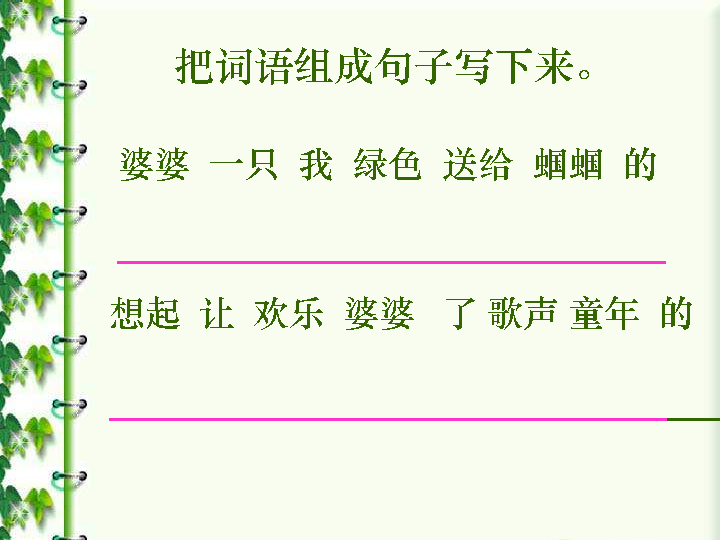 把词语组成句子写下来。
婆婆 一只 我 绿色 送给 蝈蝈 的
想起 让 欢乐 婆婆 了 歌声 童年 的